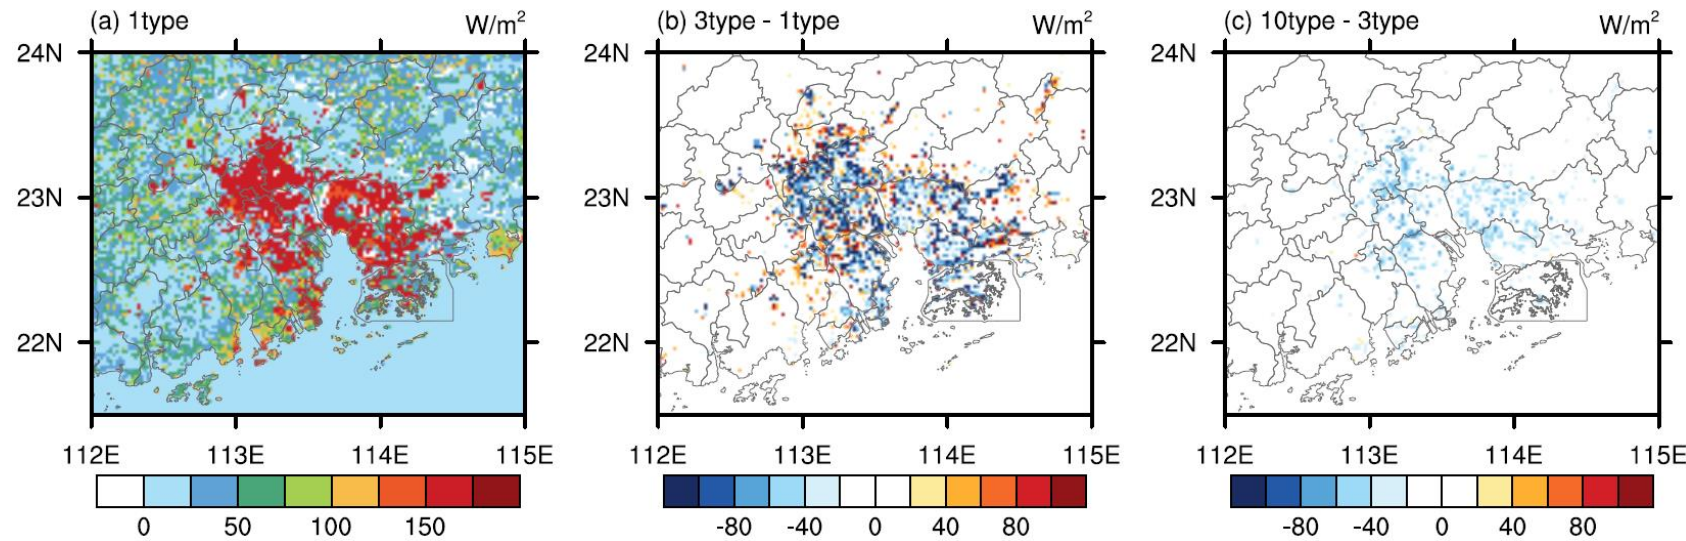 (a) 1type W/m²
24N
23N
22N
112E 113E 114E 115E
0 50 100 150
(b) 3type - 1type W/m²
24N
23N
22N
112E 113E 114E 115E
-80 -40 0 40 80
(c) 10type - 3type W/m²
24N
23N
22N
112E 113E 114E 115E
-80 -40 0 40 80